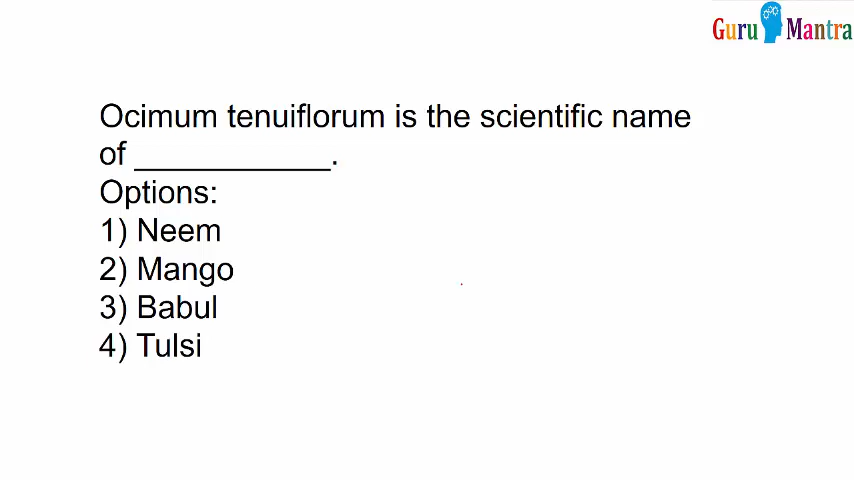 Guru Mantra
Ocimum tenuiflorum is the scientific name
of ___________.
Options:
1) Neem
2) Mango
3) Babul
4) Tulsi